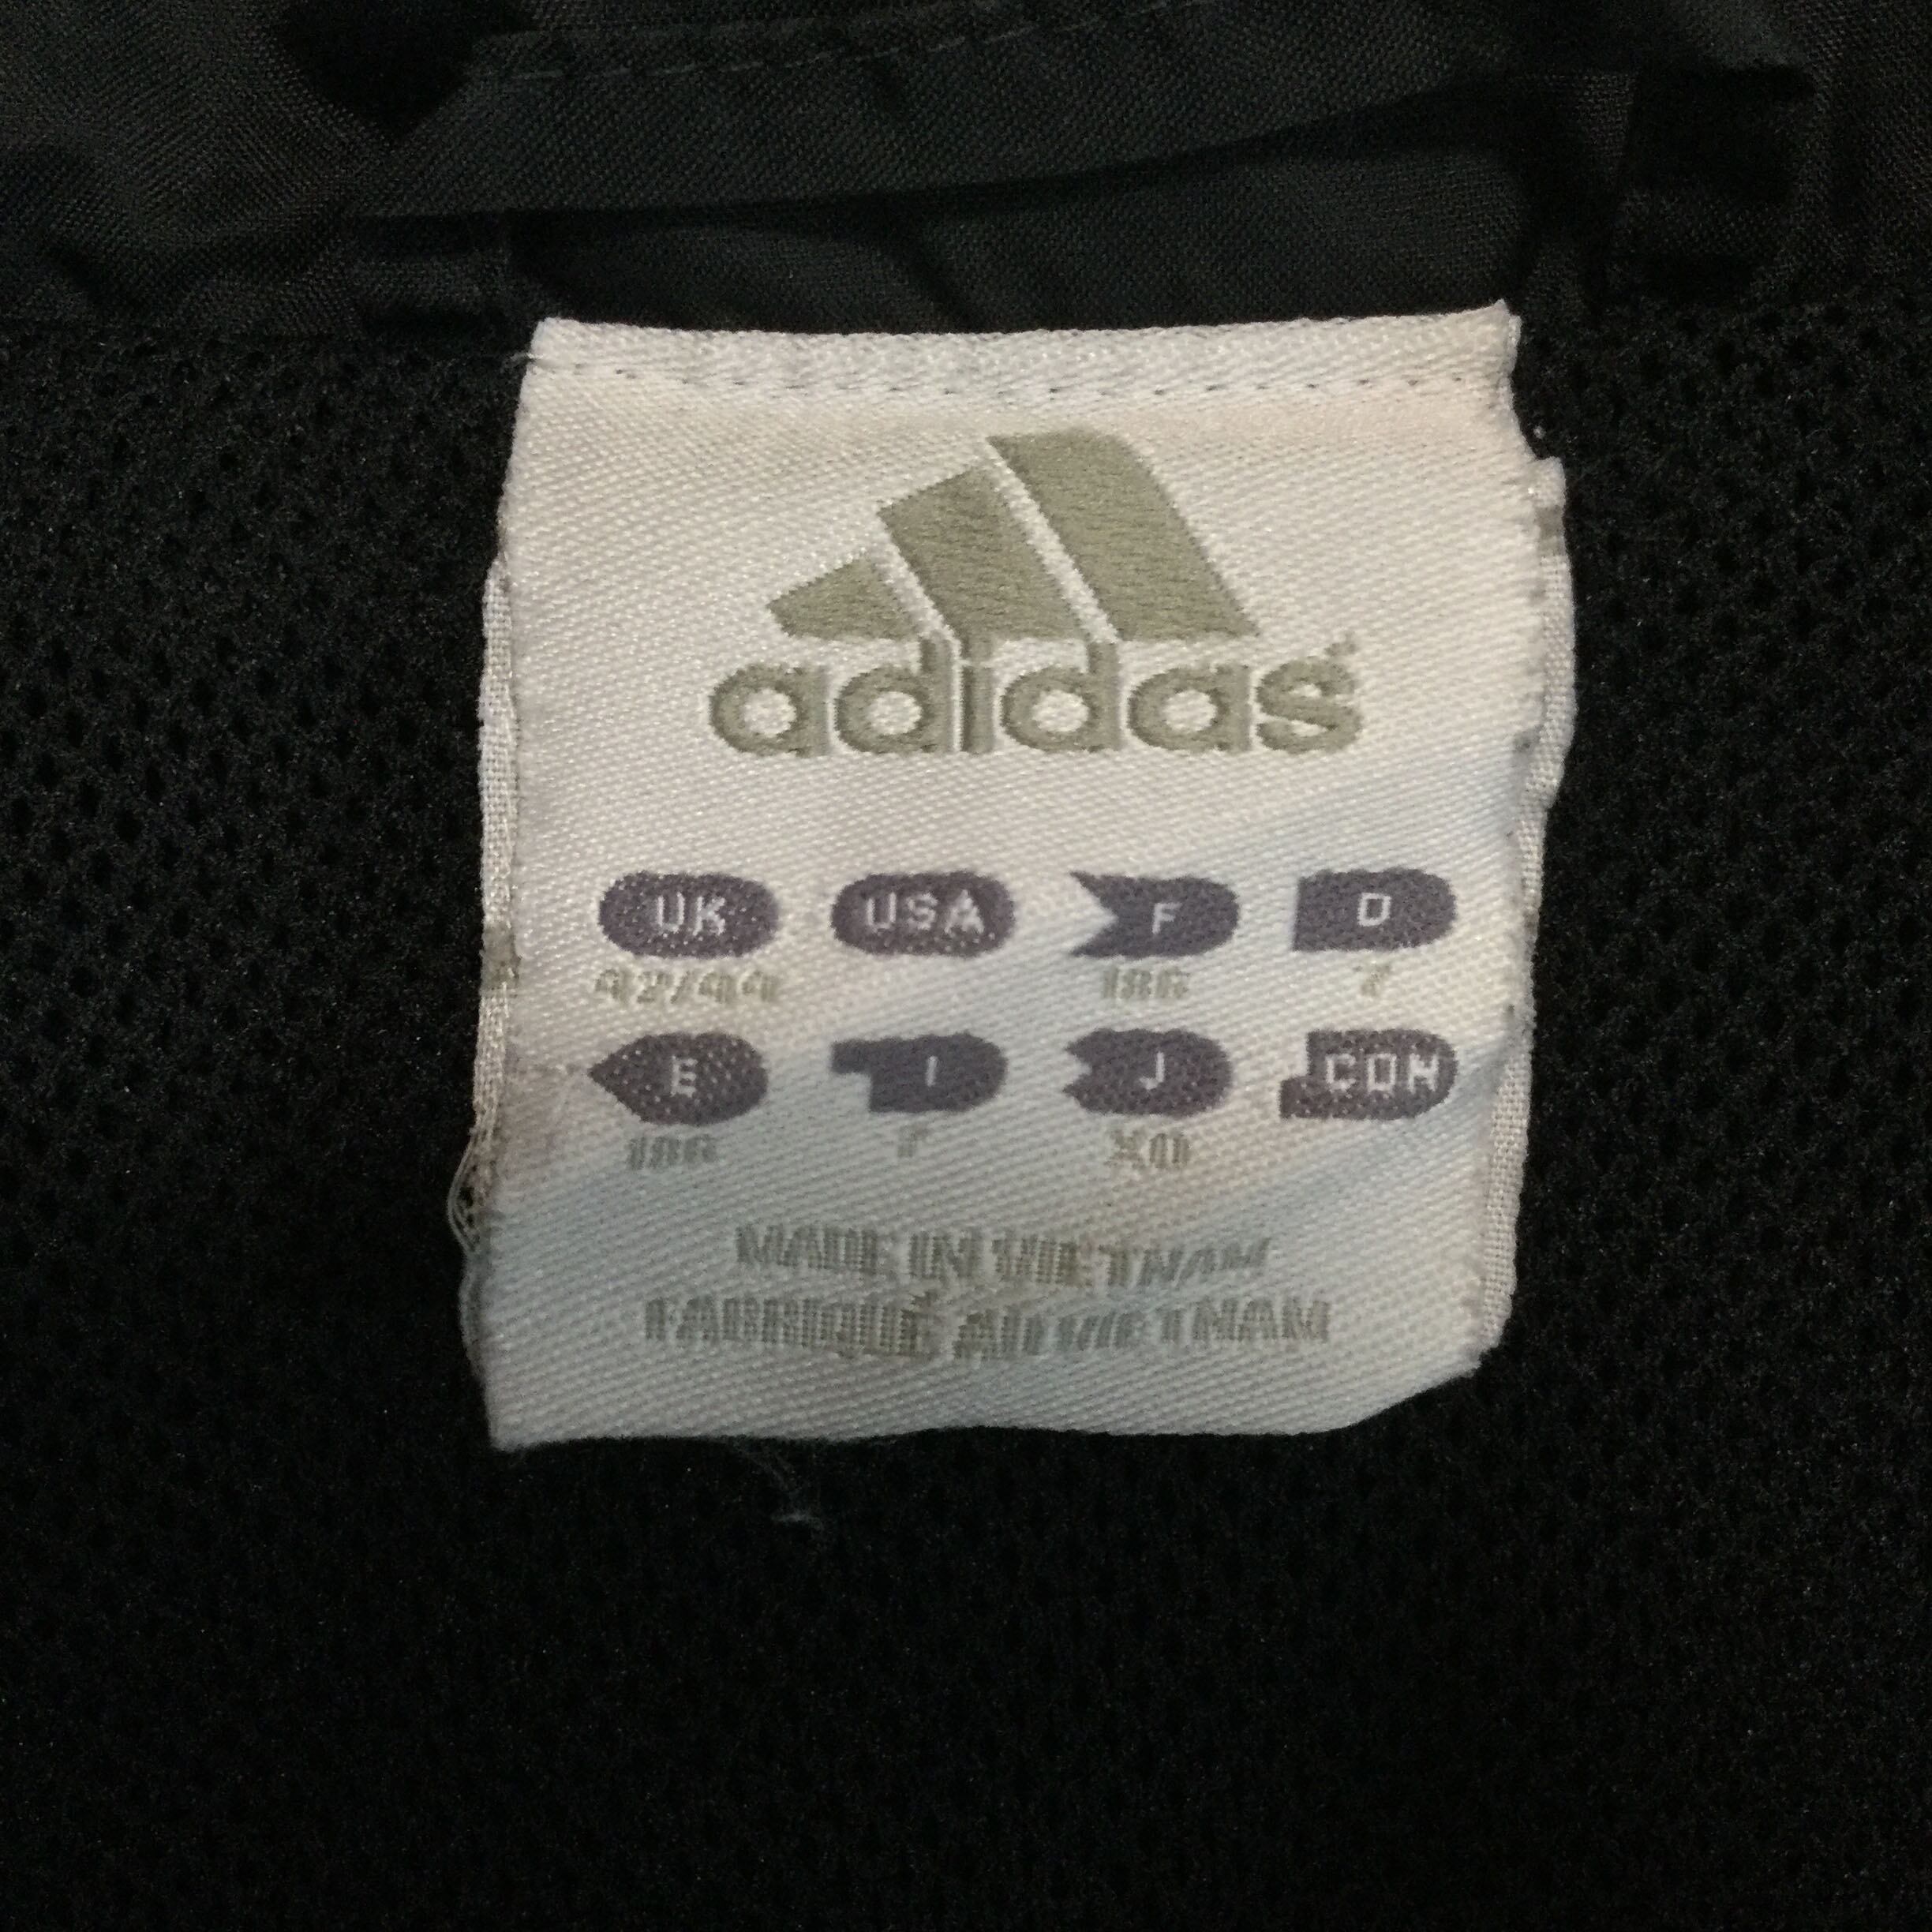 adidas
UK USA F D
42/44 186 7
E I J CDN
186 7 XO
MADE IN VIETNAM
FABRIQUÉ AU VIETNAM